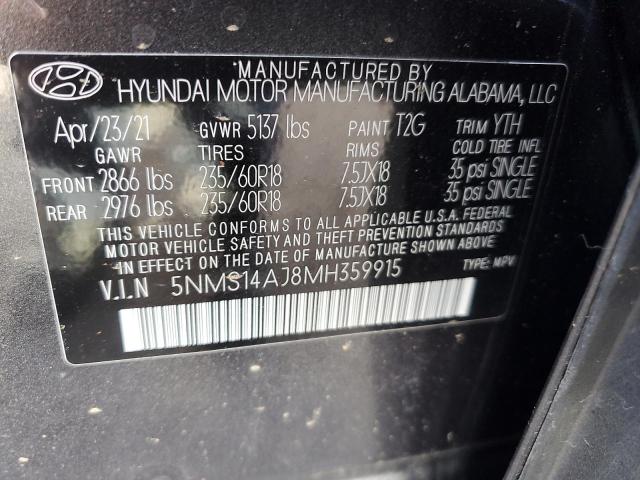 MANUFACTURED BY
HYUNDAI MOTOR MANUFACTURING ALABAMA, LLC
Apr/23/21 GVWR 5137 lbs PAINT T2G TRIM YTH
GAWR TIRES RIMS COLD TIRE INFL
FRONT 2866 lbs 235/60R18 7.5JX18 35 psi SINGLE
REAR 2976 lbs 235/60R18 7.5JX18 35 psi SINGLE
THIS VEHICLE CONFORMS TO ALL APPLICABLE U.S.A. FEDERAL
MOTOR VEHICLE SAFETY AND THEFT PREVENTION STANDARDS
IN EFFECT ON THE DATE OF MANUFACTURE SHOWN ABOVE.
V.I.N 5NMS14AJ8MH359915 TYPE: MPV